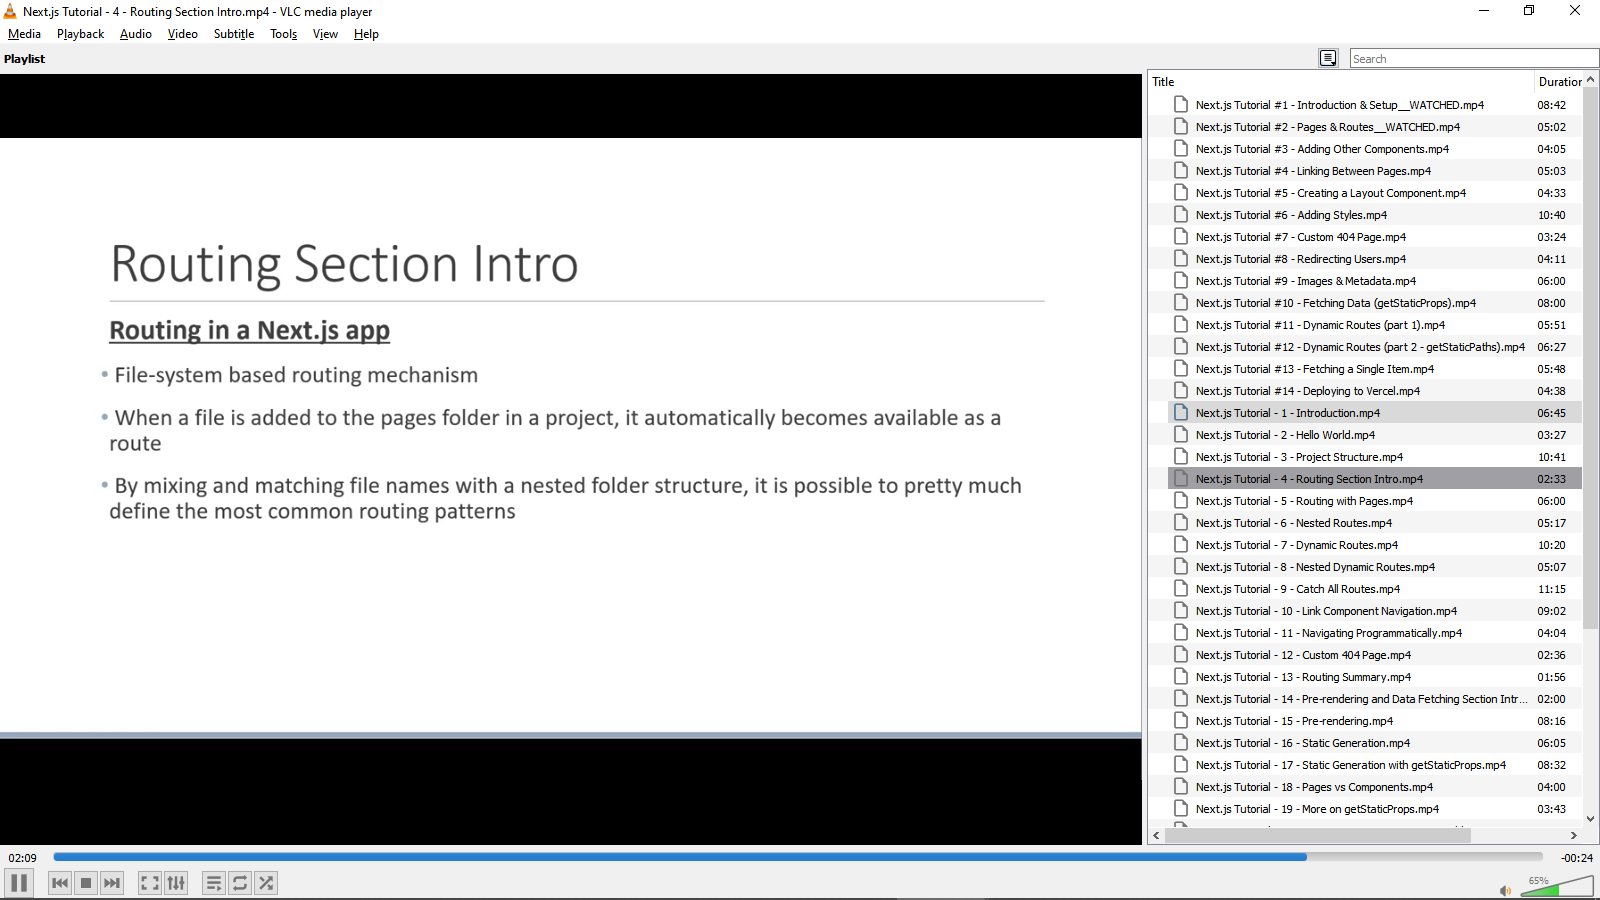 Next.js Tutorial - 4 - Routing Section Intro.mp4 - VLC media player
Media Playback Audio Video Subtitle Tools View Help
Playlist
Search
Routing Section Intro
Routing in a Next.js app
• File-system based routing mechanism
• When a file is added to the pages folder in a project, it automatically becomes available as a
route
• By mixing and matching file names with a nested folder structure, it is possible to pretty much
define the most common routing patterns
Title Duration
Next.js Tutorial #1 - Introduction & Setup__WATCHED.mp4 08:42
Next.js Tutorial #2 - Pages & Routes__WATCHED.mp4 05:02
Next.js Tutorial #3 - Adding Other Components.mp4 04:05
Next.js Tutorial #4 - Linking Between Pages.mp4 05:03
Next.js Tutorial #5 - Creating a Layout Component.mp4 04:33
Next.js Tutorial #6 - Adding Styles.mp4 10:40
Next.js Tutorial #7 - Custom 404 Page.mp4 03:24
Next.js Tutorial #8 - Redirecting Users.mp4 04:11
Next.js Tutorial #9 - Images & Metadata.mp4 06:00
Next.js Tutorial #10 - Fetching Data (getStaticProps).mp4 08:00
Next.js Tutorial #11 - Dynamic Routes (part 1).mp4 05:51
Next.js Tutorial #12 - Dynamic Routes (part 2 - getStaticPaths).mp4 06:27
Next.js Tutorial #13 - Fetching a Single Item.mp4 05:48
Next.js Tutorial #14 - Deploying to Vercel.mp4 04:38
Next.js Tutorial - 1 - Introduction.mp4 06:45
Next.js Tutorial - 2 - Hello World.mp4 03:27
Next.js Tutorial - 3 - Project Structure.mp4 10:41
Next.js Tutorial - 4 - Routing Section Intro.mp4 02:33
Next.js Tutorial - 5 - Routing with Pages.mp4 06:00
Next.js Tutorial - 6 - Nested Routes.mp4 05:17
Next.js Tutorial - 7 - Dynamic Routes.mp4 10:20
Next.js Tutorial - 8 - Nested Dynamic Routes.mp4 05:07
Next.js Tutorial - 9 - Catch All Routes.mp4 11:15
Next.js Tutorial - 10 - Link Component Navigation.mp4 09:02
Next.js Tutorial - 11 - Navigating Programmatically.mp4 04:04
Next.js Tutorial - 12 - Custom 404 Page.mp4 02:36
Next.js Tutorial - 13 - Routing Summary.mp4 01:56
Next.js Tutorial - 14 - Pre-rendering and Data Fetching Section Intr... 02:00
Next.js Tutorial - 15 - Pre-rendering.mp4 08:16
Next.js Tutorial - 16 - Static Generation.mp4 06:05
Next.js Tutorial - 17 - Static Generation with getStaticProps.mp4 08:32
Next.js Tutorial - 18 - Pages vs Components.mp4 04:00
Next.js Tutorial - 19 - More on getStaticProps.mp4 03:43
02:09 -00:24
65%